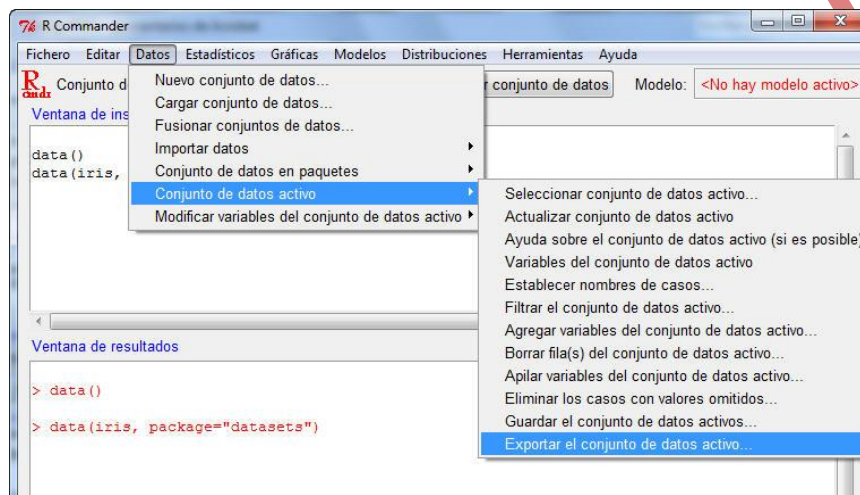 R Commander
Fichero Editar Datos Estadísticos Gráficas Modelos Distribuciones Herramientas Ayuda
R
cmdr
Conjunto d
r conjunto de datos
Modelo: <No hay modelo activo>
Nuevo conjunto de datos...
Cargar conjunto de datos...
Fusionar conjuntos de datos...
Importar datos
Conjunto de datos en paquetes
Conjunto de datos activo
Modificar variables del conjunto de datos activo
Seleccionar conjunto de datos activo...
Actualizar conjunto de datos activo
Ayuda sobre el conjunto de datos activo (si es posible)
Variables del conjunto de datos activo
Establecer nombres de casos...
Filtrar el conjunto de datos activo...
Agregar variables del conjunto de datos activo...
Borrar fila(s) del conjunto de datos activo...
Apilar variables del conjunto de datos activo...
Eliminar los casos con valores omitidos...
Guardar el conjunto de datos activos...
Exportar el conjunto de datos activo...
Ventana de ins
data()
data(iris,
Ventana de resultados
> data()
> data(iris, package="datasets")